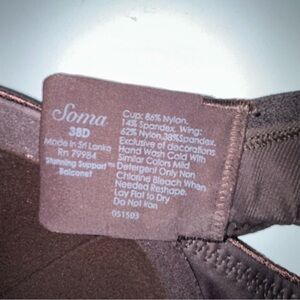 Soma
38D
Made in Sri Lanka
Rn 79984
Stunning Support™
Balconet
Cup: 86% Nylon,
14% Spandex. Wing:
62% Nylon, 38%Spandex.
Exclusive of decorations
Hand Wash Cold With
Similar Colors Mild
Detergent Only Non
Chlorine Bleach When
Needed Reshape.
Lay Flat to Dry
Do Not Iron
051503